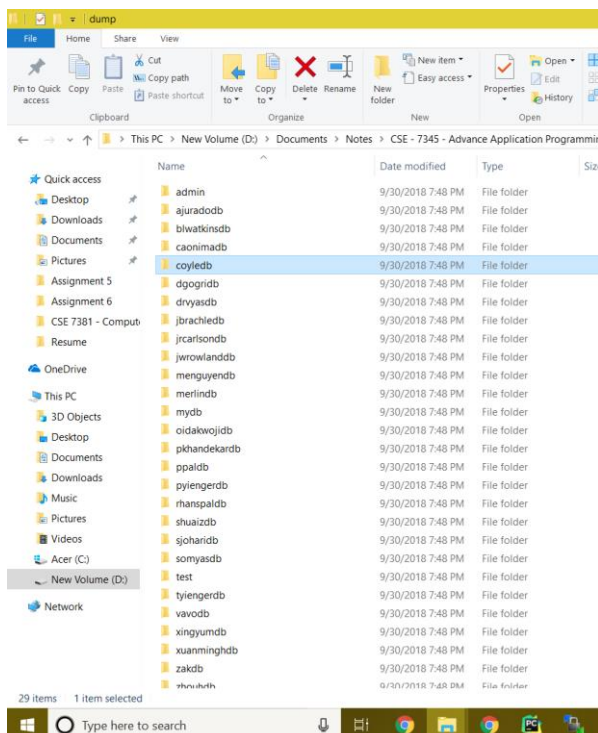 dump
File Home Share View
Pin to Quick access
Copy
Paste
Cut
Copy path
Paste shortcut
Clipboard
Move to
Copy to
Delete
Rename
Organize
New folder
New item
Easy access
New
Properties
Open
Edit
History
Open
This PC > New Volume (D:) > Documents > Notes > CSE - 7345 - Advance Application Programmin
Name Date modified Type Siz
Quick access
Desktop
Downloads
Documents
Pictures
Assignment 5
Assignment 6
CSE 7381 - Comput
Resume
OneDrive
This PC
3D Objects
Desktop
Documents
Downloads
Music
Pictures
Videos
Acer (C:)
New Volume (D:)
Network
admin 9/30/2018 7:48 PM File folder
ajuradodb 9/30/2018 7:48 PM File folder
blwatkinsdb 9/30/2018 7:48 PM File folder
caonimadb 9/30/2018 7:48 PM File folder
coyledb 9/30/2018 7:48 PM File folder
dgogridb 9/30/2018 7:48 PM File folder
drvyasdb 9/30/2018 7:48 PM File folder
jbrachledb 9/30/2018 7:48 PM File folder
jrcarlsondb 9/30/2018 7:48 PM File folder
jwrowlanddb 9/30/2018 7:48 PM File folder
menguyendb 9/30/2018 7:48 PM File folder
merlindb 9/30/2018 7:48 PM File folder
mydb 9/30/2018 7:48 PM File folder
oidakwojidb 9/30/2018 7:48 PM File folder
pkhandekardb 9/30/2018 7:48 PM File folder
ppaldb 9/30/2018 7:48 PM File folder
pyiengerdb 9/30/2018 7:48 PM File folder
rhanspaldb 9/30/2018 7:48 PM File folder
shuaizdb 9/30/2018 7:48 PM File folder
sjoharidb 9/30/2018 7:48 PM File folder
somyasdb 9/30/2018 7:48 PM File folder
test 9/30/2018 7:48 PM File folder
tyiengerdb 9/30/2018 7:48 PM File folder
vavodb 9/30/2018 7:48 PM File folder
xingyumdb 9/30/2018 7:48 PM File folder
xuanminghdb 9/30/2018 7:48 PM File folder
zakdb 9/30/2018 7:48 PM File folder
zhouhdb 9/30/2018 7:48 PM File folder
29 items 1 item selected
Type here to search